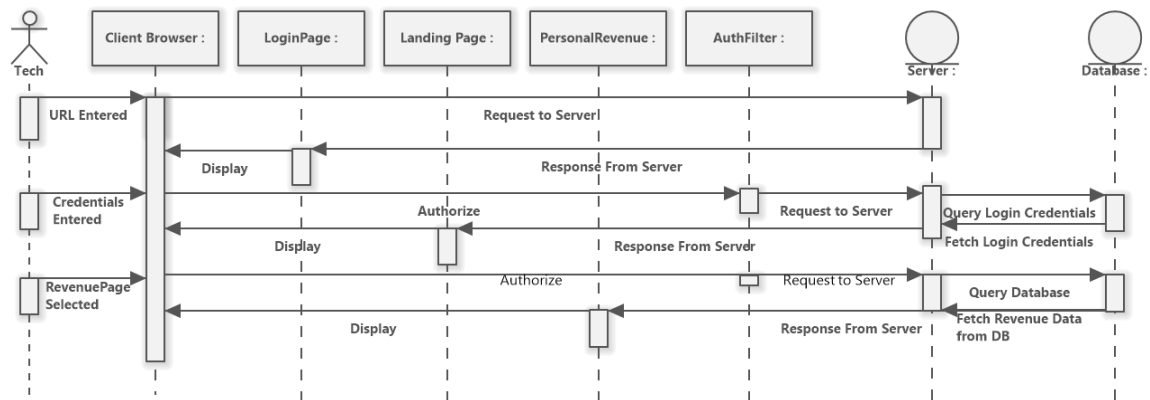 Client Browser :
LoginPage :
Landing Page :
PersonalRevenue :
AuthFilter :
Tech
Server :
Database :
URL Entered
Request to Server
Display
Response From Server
Credentials
Entered
Authorize
Request to Server
Query Login Credentials
Display
Response From Server
Fetch Login Credentials
RevenuePage
Selected
Authorize
Request to Server
Query Database
Display
Response From Server
Fetch Revenue Data
from DB